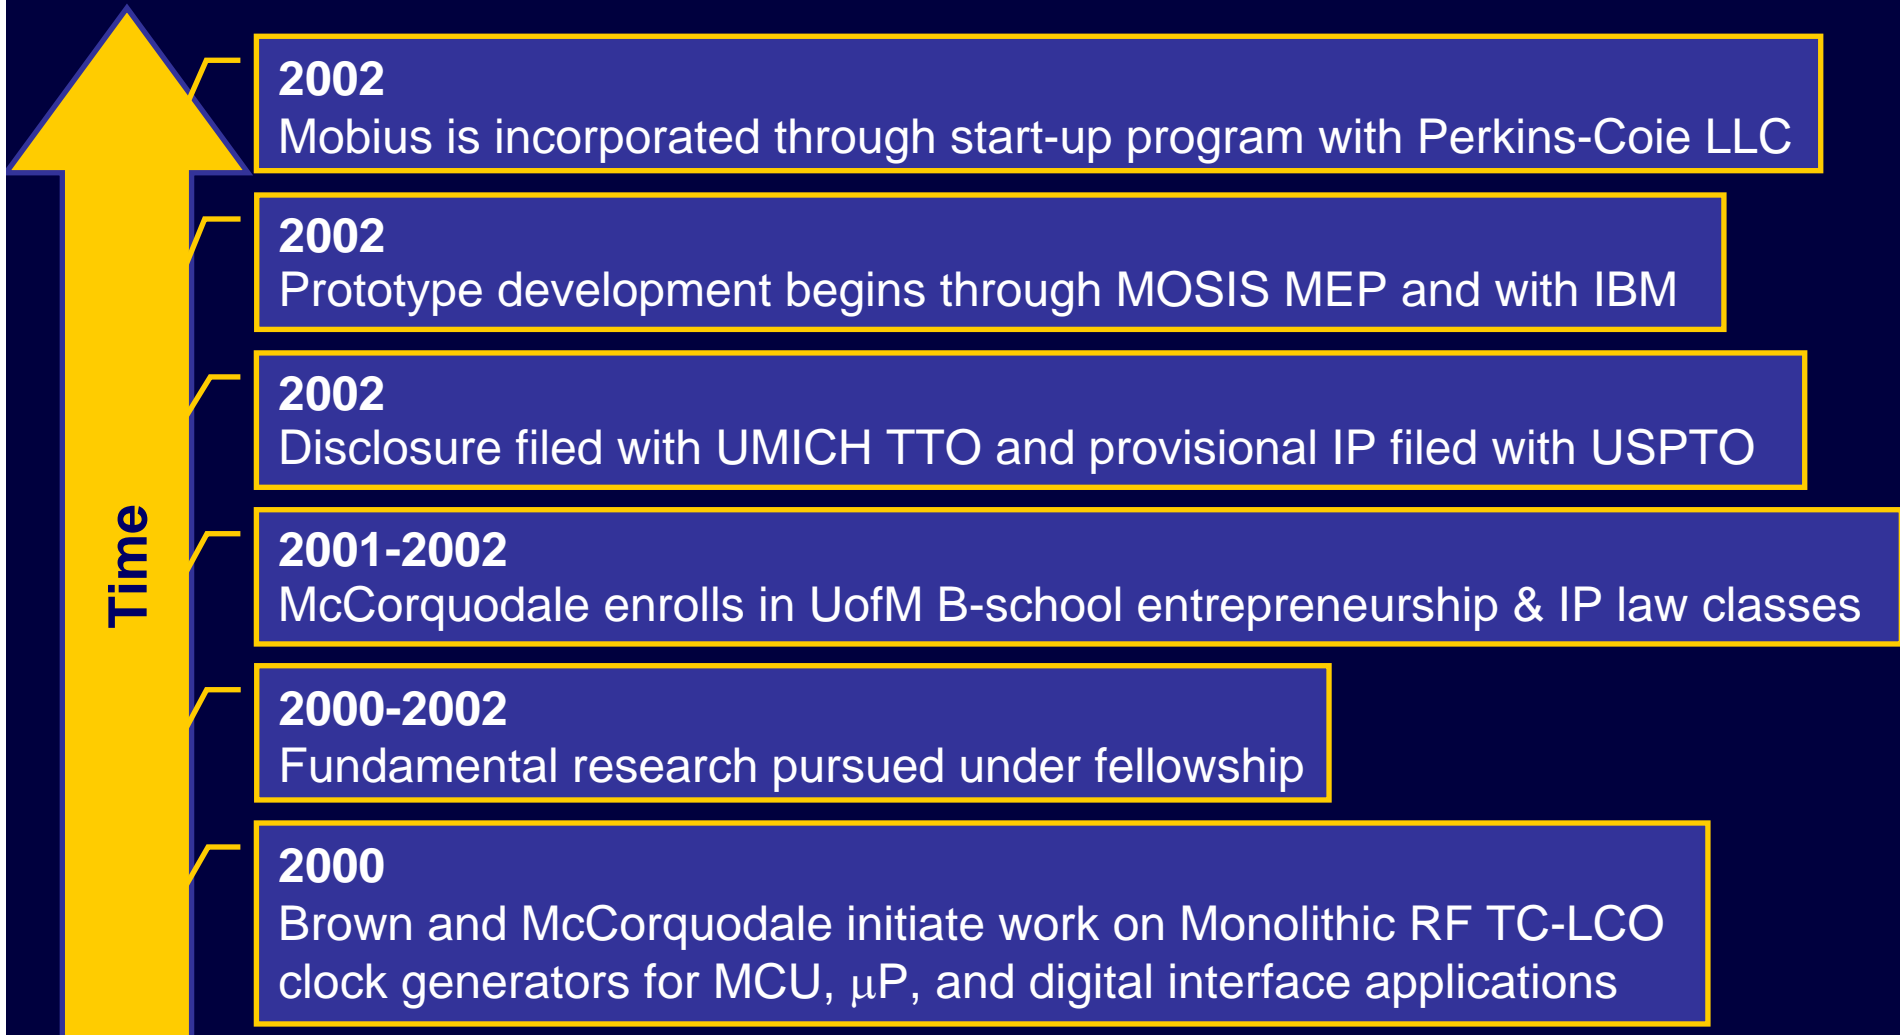 2002
Mobius is incorporated through start-up program with Perkins-Coie LLC
2002
Prototype development begins through MOSIS MEP and with IBM
2002
Disclosure filed with UMICH TTO and provisional IP filed with USPTO
Time
2001-2002
McCorquodale enrolls in UofM B-school entrepreneurship & IP law classes
2000-2002
Fundamental research pursued under fellowship
2000
Brown and McCorquodale initiate work on Monolithic RF TC-LCO
clock generators for MCU, μP, and digital interface applications